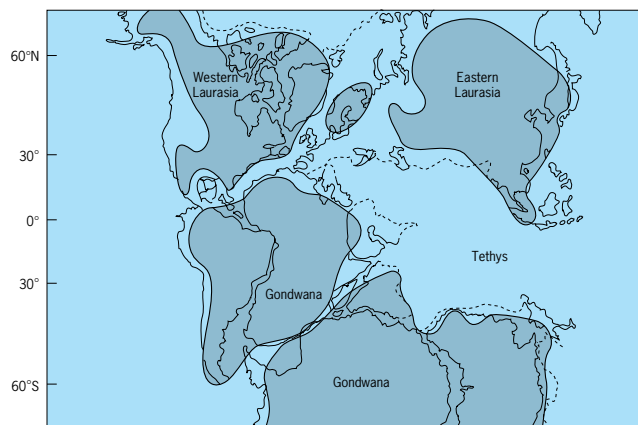 60°N
Western
Laurasia
Eastern
Laurasia
30°
0°
Tethys
30°
Gondwana
60°S
Gondwana